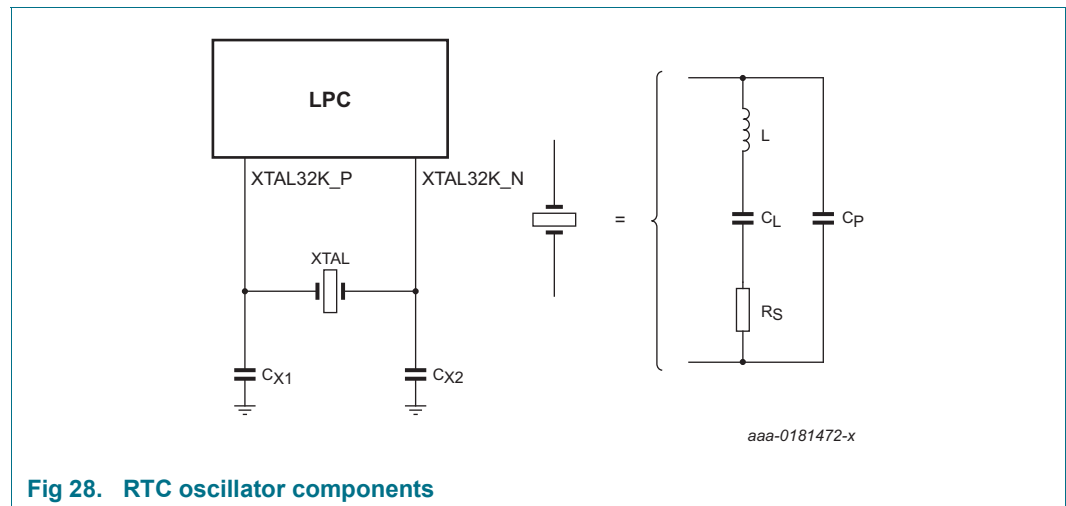 LPC
XTAL32K_P
XTAL32K_N
XTAL
CX1
CX2
=
L
CL
CP
RS
aaa-0181472-x
Fig 28. RTC oscillator components